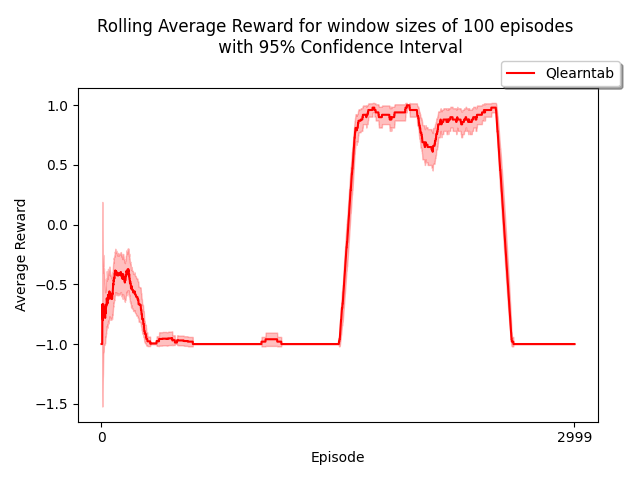 Rolling Average Reward for window sizes of 100 episodes
with 95% Confidence Interval
Qlearntab
1.0
0.5
0.0
−0.5
−1.0
−1.5
Average Reward
0
2999
Episode